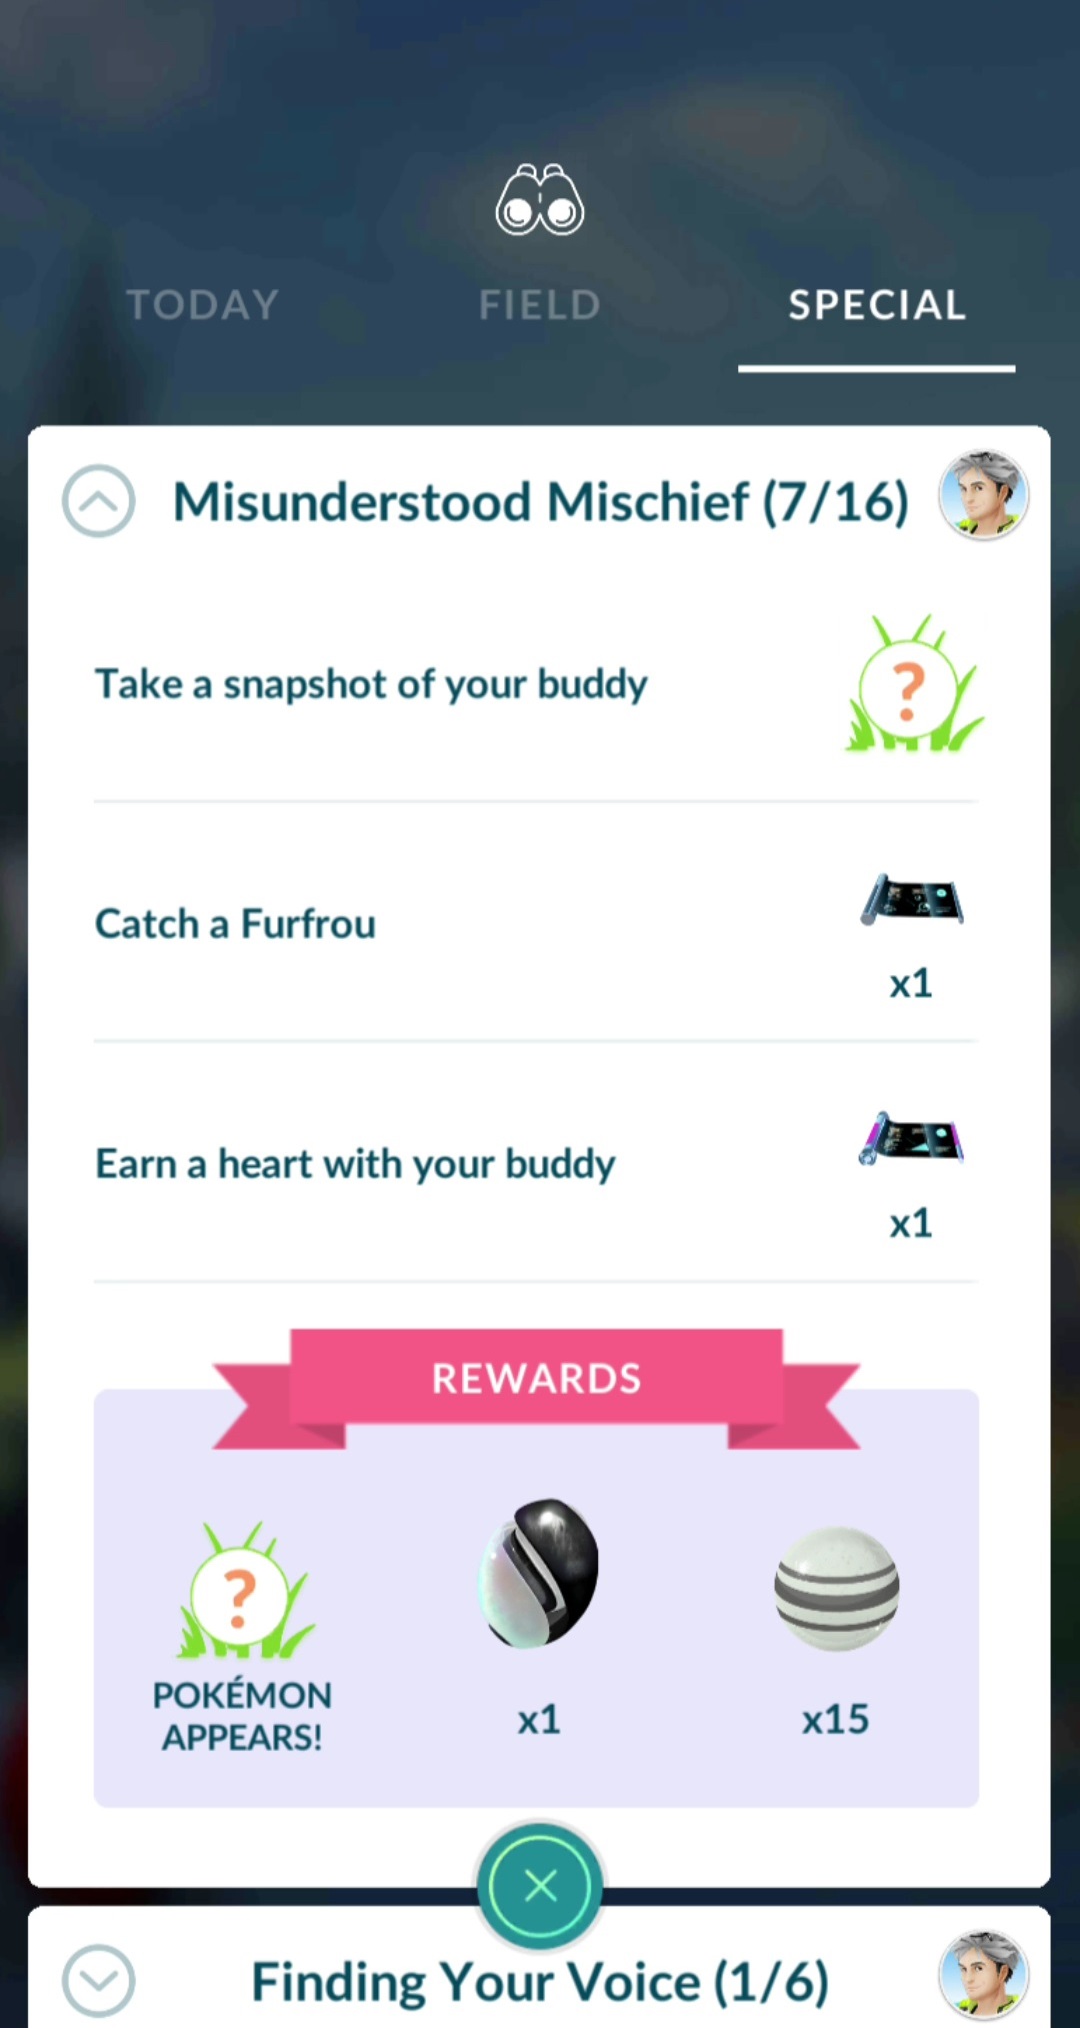 TODAY FIELD SPECIAL
Misunderstood Mischief (7/16)
Take a snapshot of your buddy
?
Catch a Furfrou
x1
Earn a heart with your buddy
x1
REWARDS
?
POKÉMON
APPEARS!
x1
x15
Finding Your Voice (1/6)